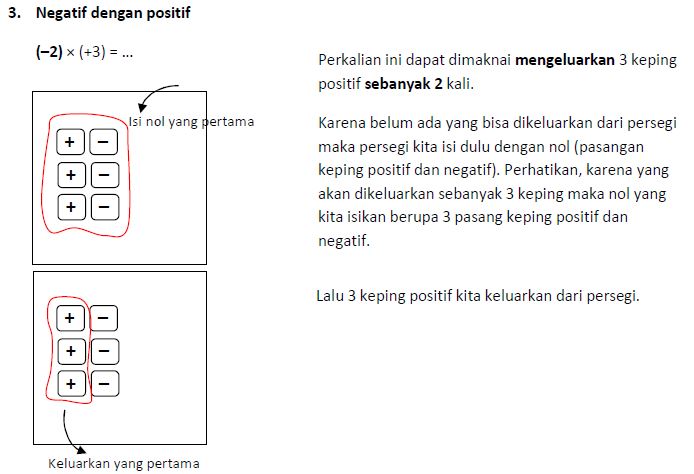 3. Negatif dengan positif
(–2) × (+3) = ...
Perkalian ini dapat dimaknai mengeluarkan 3 keping
positif sebanyak 2 kali.
Isi nol yang pertama
+ –
+ –
+ –
Karena belum ada yang bisa dikeluarkan dari persegi
maka persegi kita isi dulu dengan nol (pasangan
keping positif dan negatif). Perhatikan, karena yang
akan dikeluarkan sebanyak 3 keping maka nol yang
kita isikan berupa 3 pasang keping positif dan
negatif.
Lalu 3 keping positif kita keluarkan dari persegi.
+ –
+ –
+ –
Keluarkan yang pertama